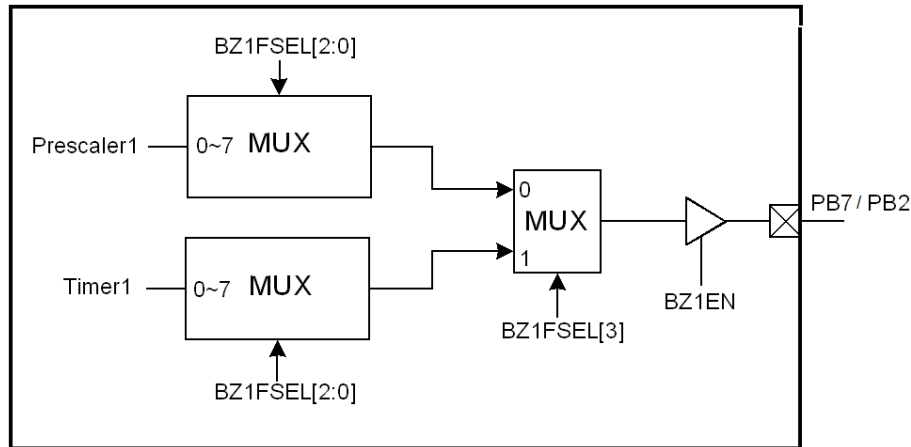 BZ1FSEL[2:0]
Prescaler1
0~7 MUX
0
MUX
1
PB7 / PB2
Timer1
0~7 MUX
BZ1EN
BZ1FSEL[3]
BZ1FSEL[2:0]